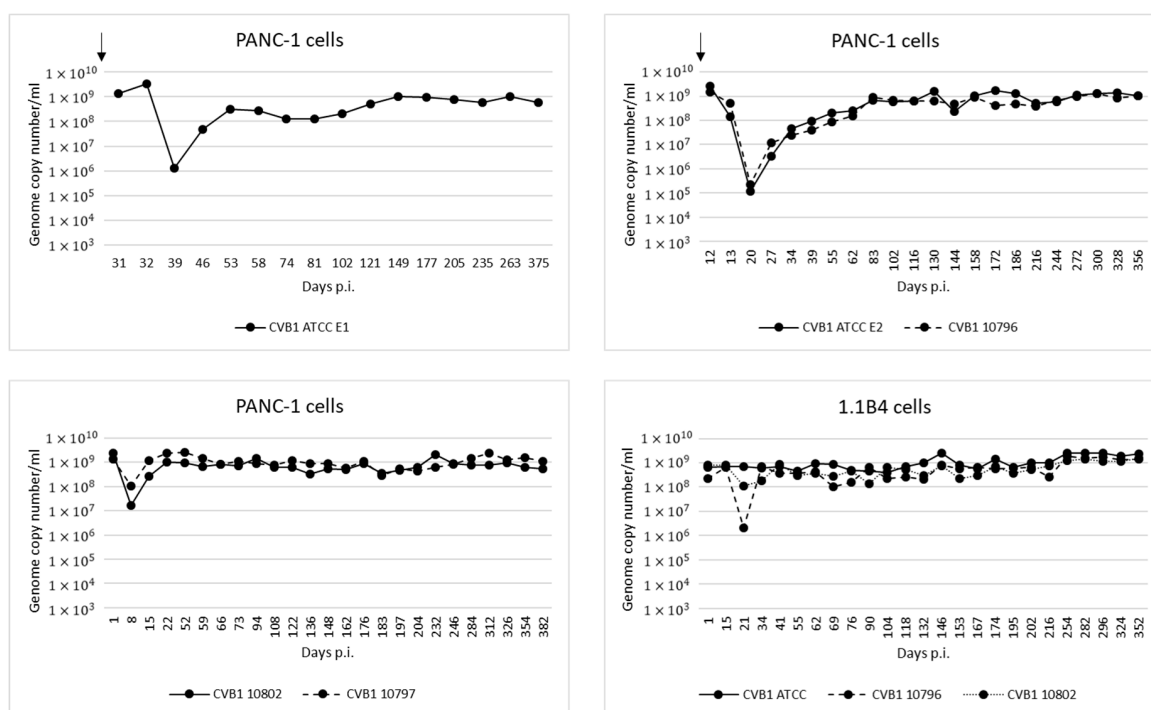 PANC-1 cells
Genome copy number/ml
1 × 10¹⁰
1 × 10⁹
1 × 10⁸
1 × 10⁷
1 × 10⁶
1 × 10⁵
1 × 10⁴
1 × 10³
31 32 39 46 53 58 74 81 102 121 149 177 205 235 263 375
Days p.i.
CVB1 ATCC E1
PANC-1 cells
Genome copy number/ml
1 × 10¹⁰
1 × 10⁹
1 × 10⁸
1 × 10⁷
1 × 10⁶
1 × 10⁵
1 × 10⁴
1 × 10³
12 13 20 27 34 39 55 62 83 102 116 130 144 158 172 186 216 244 272 300 328 356
Days p.i.
CVB1 ATCC E2 CVB1 10796
PANC-1 cells
Genome copy number/ml
1 × 10¹⁰
1 × 10⁹
1 × 10⁸
1 × 10⁷
1 × 10⁶
1 × 10⁵
1 × 10⁴
1 × 10³
1 8 15 22 52 59 66 73 94 108 122 136 148 162 176 183 197 204 232 246 284 312 326 354 382
Days p.i.
CVB1 10802 CVB1 10797
1.1B4 cells
Genome copy number/ml
1 × 10¹⁰
1 × 10⁹
1 × 10⁸
1 × 10⁷
1 × 10⁶
1 × 10⁵
1 × 10⁴
1 × 10³
1 15 21 34 41 55 62 69 76 90 104 118 132 146 153 167 174 195 202 216 254 282 296 324 352
Days p.i.
CVB1 ATCC CVB1 10796 CVB1 10802